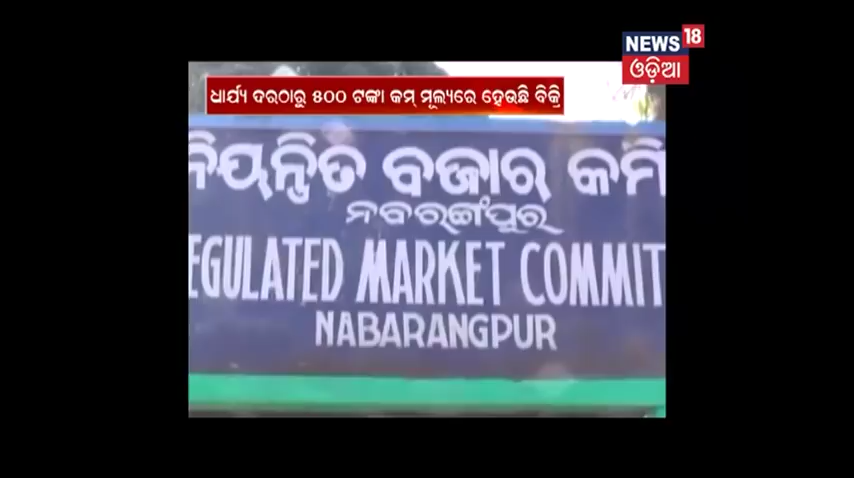 NEWS 18
ଓଡ଼ିଆ
ଧାର୍ଯ୍ୟ ଦରଠାରୁ ୫୦୦ ଟଙ୍କା କମ୍ ମୂଲ୍ୟରେ ହେଉଛି ବିକ୍ରି
ନିୟନ୍ତ୍ରିତ ବଜାର କମି
ନବରଙ୍ଗପୁର
EGULATED MARKET COMMIT
NABARANGPUR